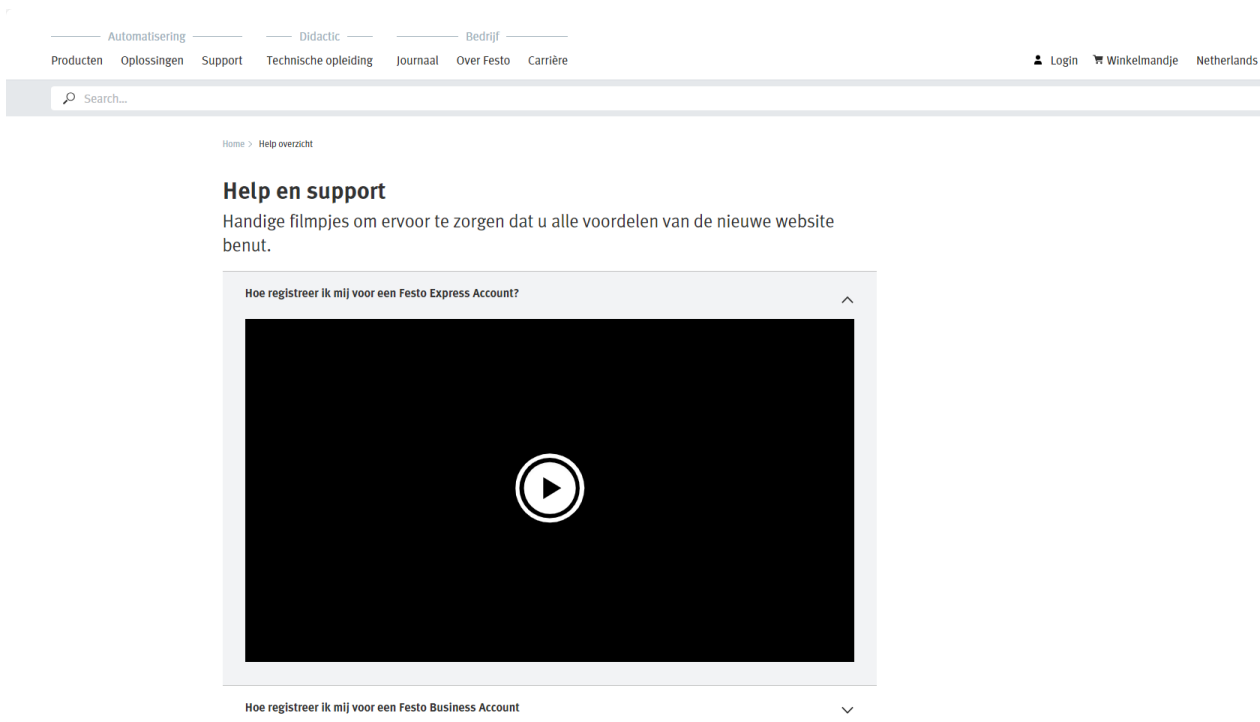 Automatisering
Didactic
Bedrijf
Producten Oplossingen Support Technische opleiding Journaal Over Festo Carrière Login Winkelmandje Netherlands
Search...
Home > Help overzicht
Help en support
Handige filmpjes om ervoor te zorgen dat u alle voordelen van de nieuwe website
benut.
Hoe registreer ik mij voor een Festo Express Account?
Hoe registreer ik mij voor een Festo Business Account